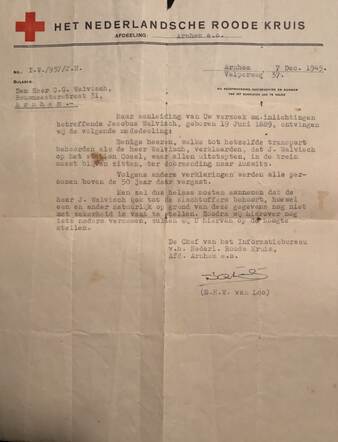 HET NEDERLANDSCHE ROODE KRUIS
AFDEELING: Arnhem e.o.
Arnhem 7 Dec. 1945.
Velperweg 37.
No.:
BIJLAGEN:
Den Heer C.G. Walvisch,
31,
Arnhem.
Naar aanleiding van Uw verzoek om inlichtingen
betreffende Jacobus Walvisch, geboren 19 Juni 1889, ontvingen
wij de volgende mededeeling:
Eenige heeren, welke tot hetzelfde transport
behoorden als de heer Walvisch, verklaarden, dat J. Walvisch
op het station Cosel, waar allen uitstapten, in de trein
moest blijven zitten, ter doorzending naar Auswitz.
Volgens andere verklaringen werden alle per-
sonen boven de 50 jaar daar vergast.
Men zal dus helaas moeten aannemen dat de
heer J. Walvisch ook tot de slachtoffers behoort, hoewel
een en ander natuurlijk op grond van deze gegevens nog niet
met zekerheid is vast te stellen. Zoodra wij hierover nog
iets nader vernemen, zullen wij U hiervan op de hoogte
stellen.
De Chef van het Informatiebureau
v.h. Nederl. Roode Kruis,
Afd. Arnhem e.o.
van Loo)